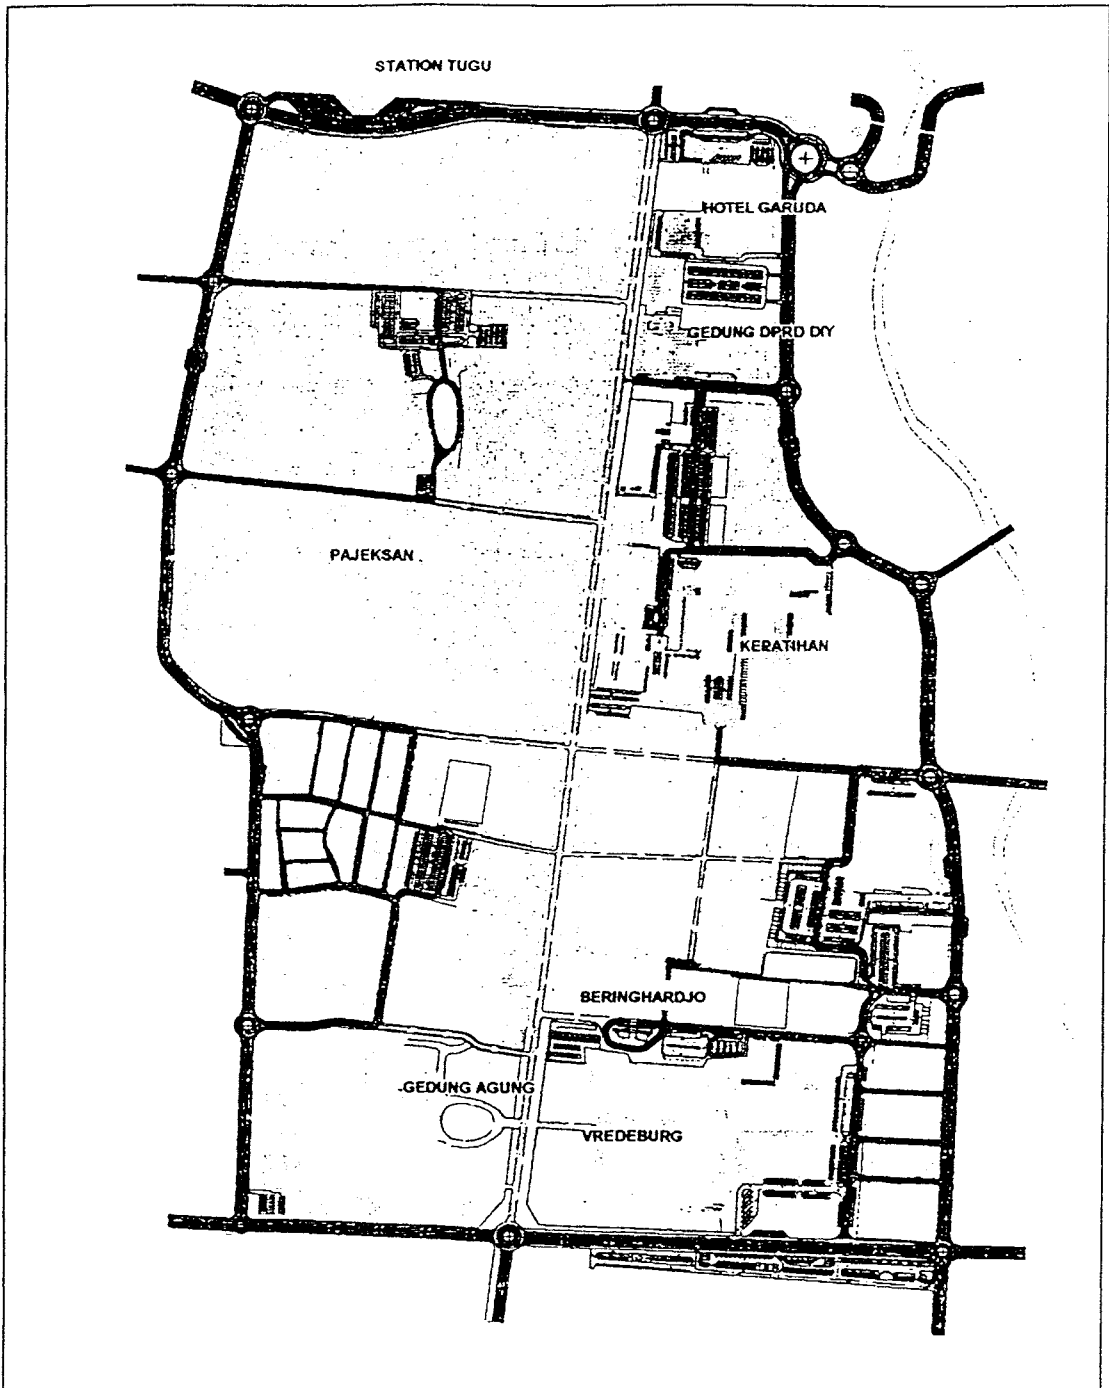 STATION TUGU
HOTEL GARUDA
GEDUNG DPRD DIY
PAJEKSAN
KERATIHAN
BERINGHARDJO
GEDUNG AGUNG
VREDEBURG